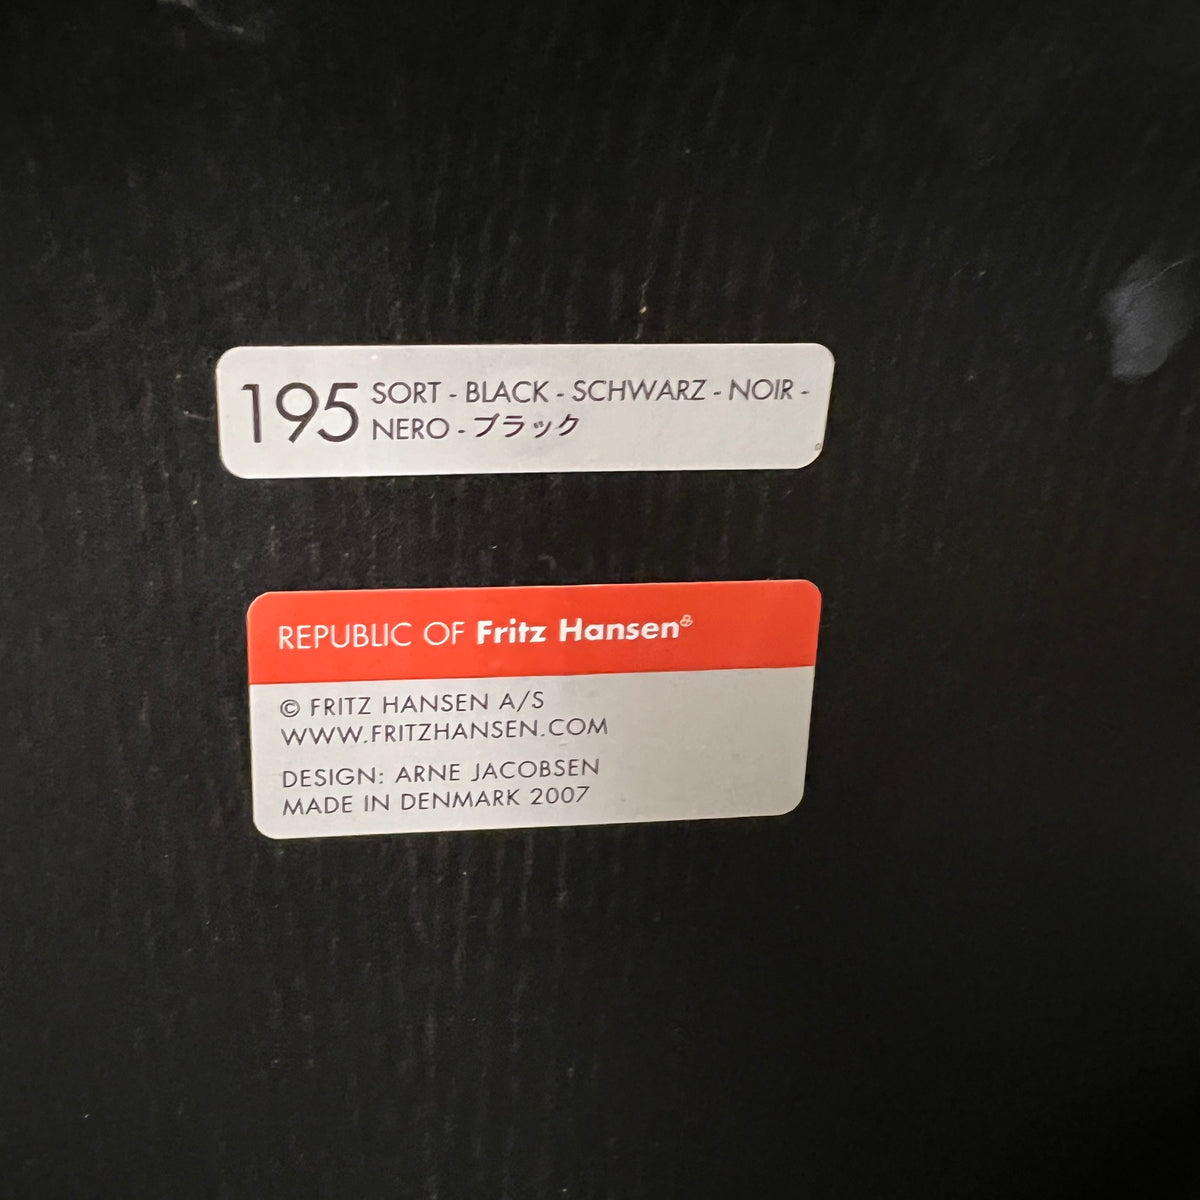 195 SORT - BLACK - SCHWARZ - NOIR -
NERO - ブラック
REPUBLIC OF Fritz Hansen®
© FRITZ HANSEN A/S
WWW.FRITZHANSEN.COM
DESIGN: ARNE JACOBSEN
MADE IN DENMARK 2007